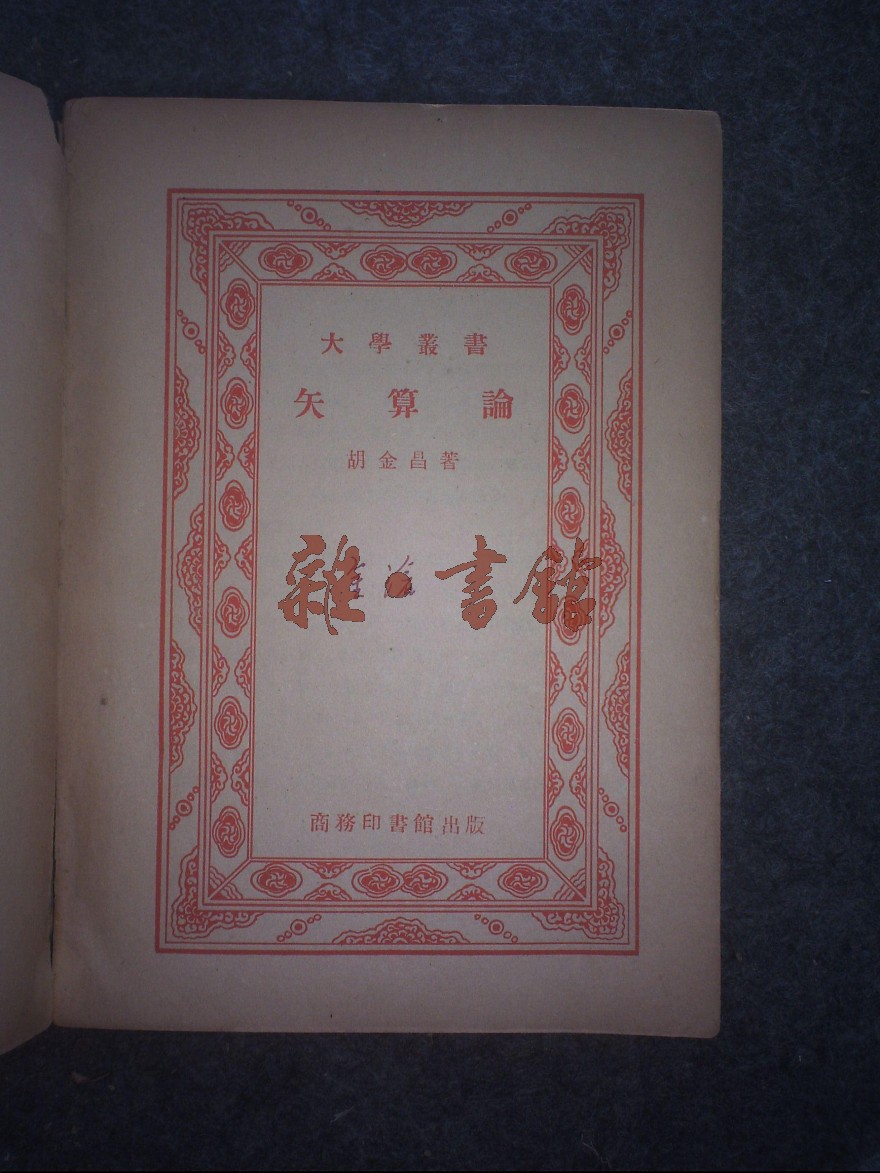 大學叢書
矢算論
胡金昌著
雜·書館
商務印書館出版